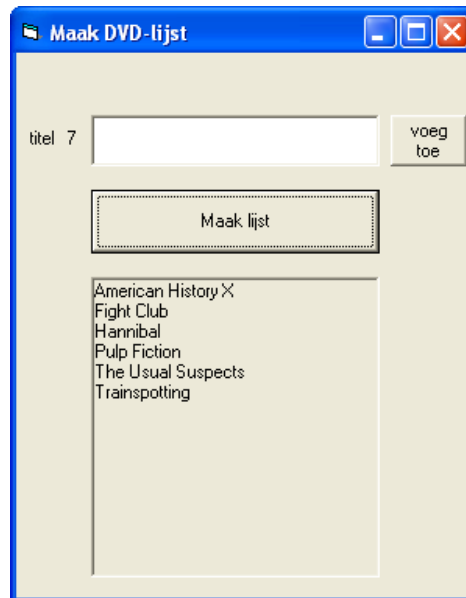 Maak DVD-lijst
titel 7
voeg
toe
Maak lijst
American History X
Fight Club
Hannibal
Pulp Fiction
The Usual Suspects
Trainspotting